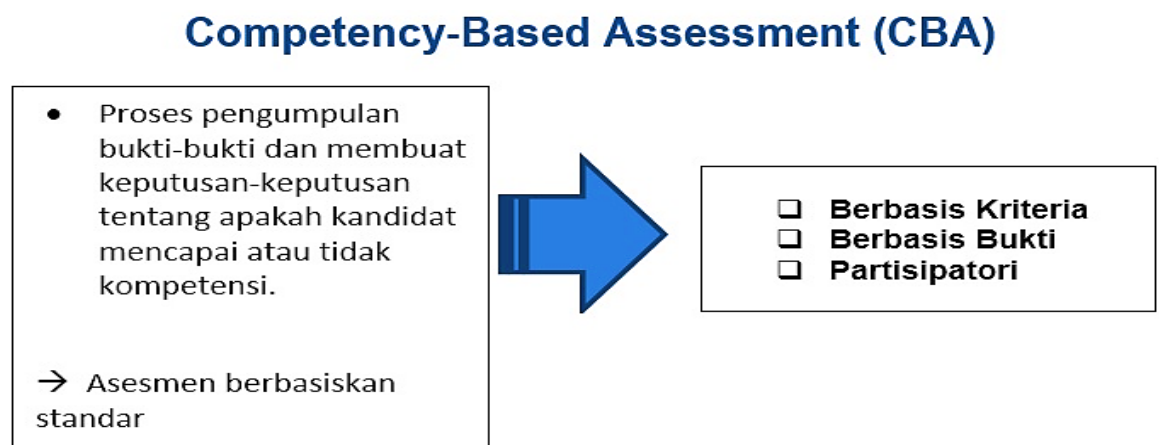 Competency-Based Assessment (CBA)
• Proses pengumpulan
bukti-bukti dan membuat
keputusan-keputusan
tentang apakah kandidat
mencapai atau tidak
kompetensi.
→ Asesmen berbasiskan
standar
❑ Berbasis Kriteria
❑ Berbasis Bukti
❑ Partisipatori